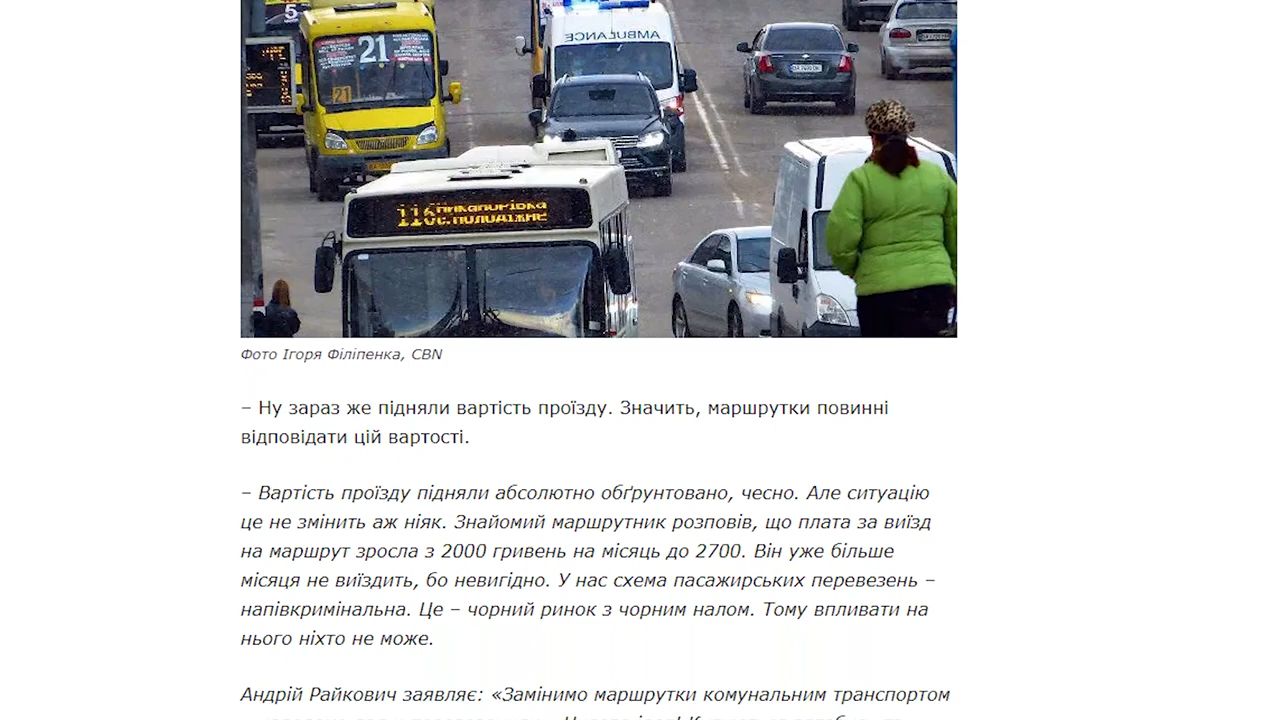 5
21
21
AMBULANCE
116
Фото Ігоря Філіпенка, CBN
– Ну зараз же підняли вартість проїзду. Значить, маршрутки повинні
відповідати цій вартості.
– Вартість проїзду підняли абсолютно обґрунтовано, чесно. Але ситуацію
це не змінить аж ніяк. Знайомий маршрутник розповів, що плата за виїзд
на маршрут зросла з 2000 гривень на місяць до 2700. Він уже більше
місяця не виїздить, бо невигідно. У нас схема пасажирських перевезень –
напівкримінальна. Це – чорний ринок з чорним налом. Тому впливати на
нього ніхто не може.
Андрій Райкович заявляє: «Замінимо маршрутки комунальним транспортом